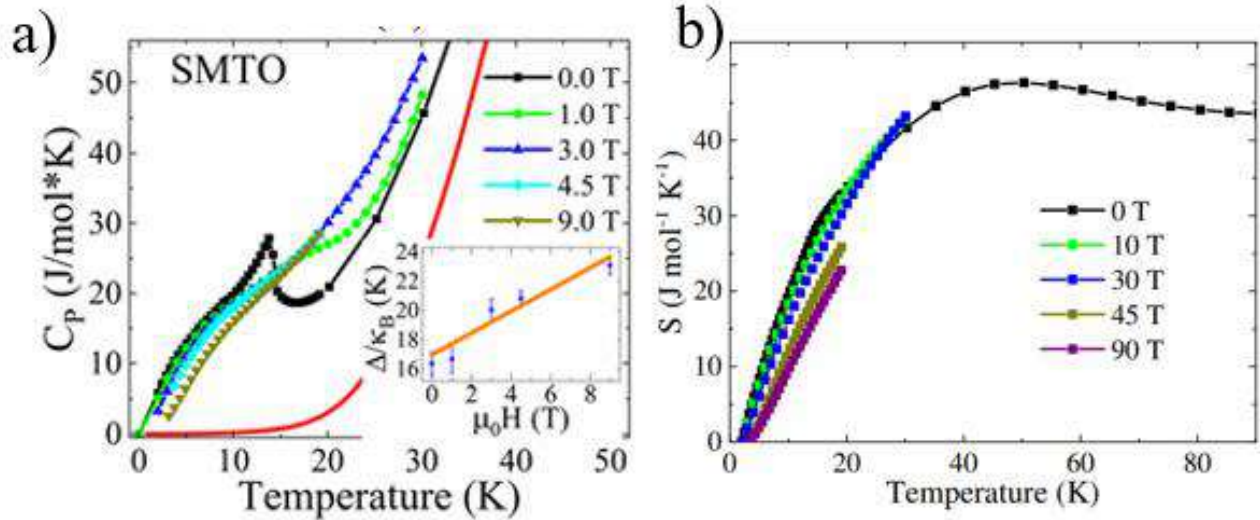 a)
SMTO
0.0 T
1.0 T
3.0 T
4.5 T
9.0 T
C_P (J/mol*K)
50
40
30
20
10
0
Δ/κ_B (K)
24
22
20
18
16
0 2 4 6 8
μ₀H (T)
0 10 20 30 40 50
Temperature (K)
b)
S (J mol⁻¹ K⁻¹)
50
40
30
20
10
0
0 T
10 T
30 T
45 T
90 T
0 20 40 60 80
Temperature (K)